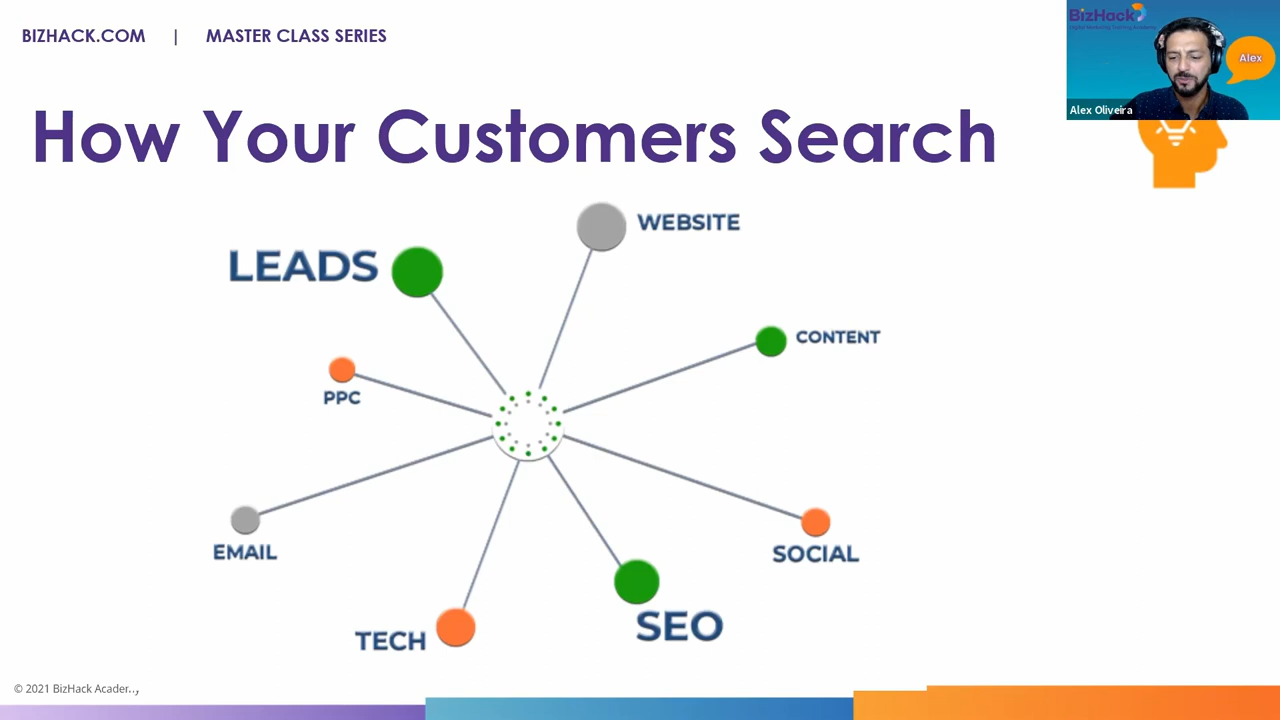 BIZHACK.COM | MASTER CLASS SERIES
BizHack
Alex
Alex Oliveira
How Your Customers Search
WEBSITE
LEADS
CONTENT
PPC
EMAIL
SOCIAL
SEO
TECH
© 2021 BizHack Acader..,